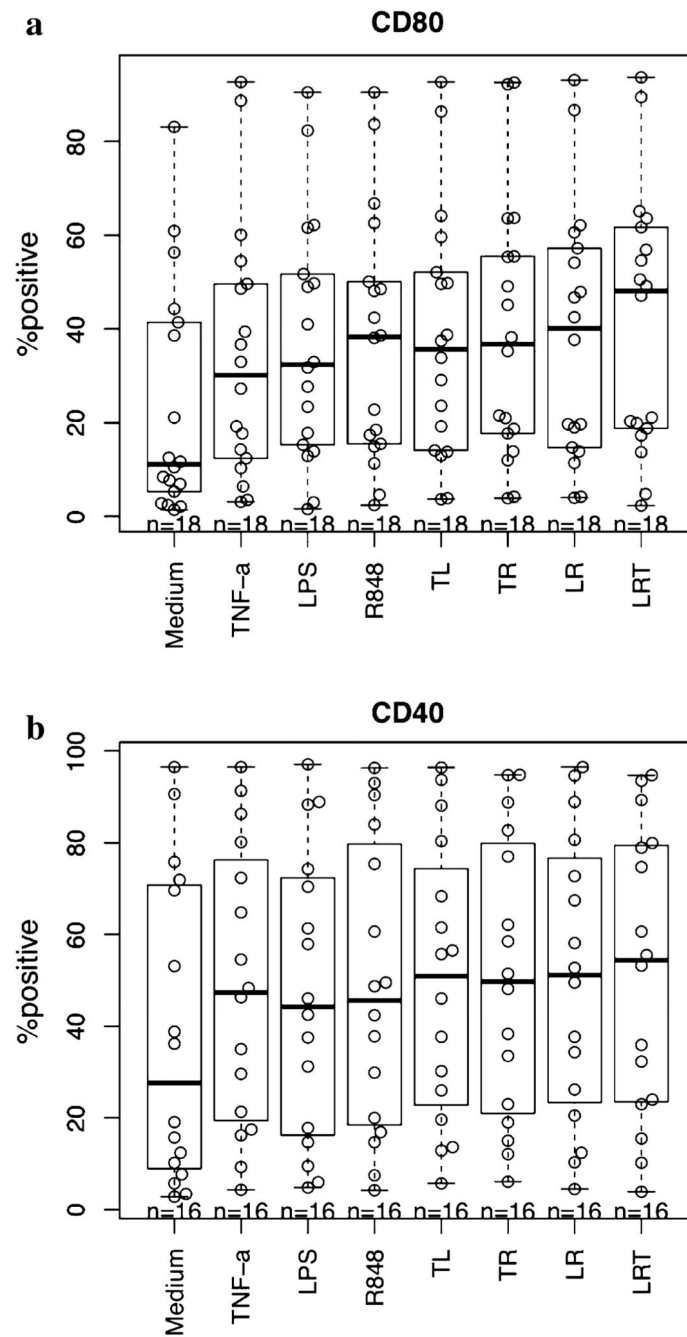 a
CD80
%positive
0 20 40 60 80
n=18 n=18 n=18 n=18 n=18 n=18 n=18 n=18
Medium TNF-a LPS R848 TL TR LR LRT
b
CD40
%positive
0 20 40 60 80 100
n=16 n=16 n=16 n=16 n=16 n=16 n=16 n=16
Medium TNF-a LPS R848 TL TR LR LRT